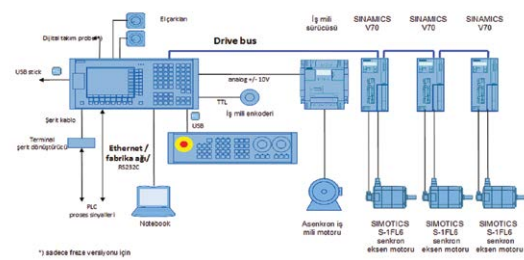 El çarkları
Dijital takım probe*)
USB stick
Drive bus
İş mili
sürücüsü
SINAMICS
V70
SINAMICS
V70
SINAMICS
V70
analog +/- 10V
TTL
İş mili enkoderi
Şerit kablo
USB
Terminal
şerit dönüştürücü
Ethernet /
fabrika ağı/
RS232C
PLC
proses sinyalleri
Notebook
Asenkron iş
mili motoru
SIMOTICS
S-1FL6
senkron
eksen motoru
SIMOTICS
S-1FL6
senkron
eksen motoru
SIMOTICS
S-1FL6
senkron
eksen motoru
*) sadece freze versiyonu için